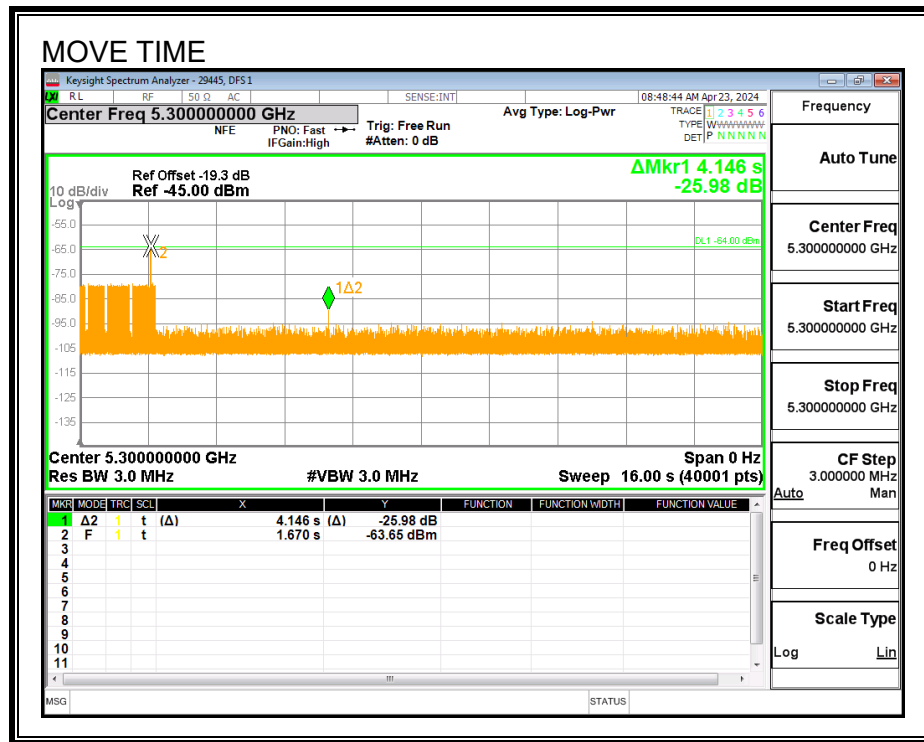 MOVE TIME
Keysight Spectrum Analyzer - 29445, DFS 1
LXI RL RF 50 Ω AC SENSE:INT 08:48:44 AM Apr 23, 2024
Center Freq 5.300000000 GHz Avg Type: Log-Pwr TRACE 1 2 3 4 5 6
NFE PNO: Fast Trig: Free Run TYPE WWWWWW
IFGain:High #Atten: 0 dB DET P N N N N N
Frequency
Auto Tune
Center Freq
5.300000000 GHz
Start Freq
5.300000000 GHz
Stop Freq
5.300000000 GHz
CF Step
3.000000 MHz
Auto Man
Freq Offset
0 Hz
Scale Type
Log Lin
ΔMkr1 4.146 s
-25.98 dB
Ref Offset -19.3 dB
10 dB/div Ref -45.00 dBm
Log
-55.0
-65.0
-75.0
-85.0
-95.0
-105
-115
-125
-135
DL1 -64.00 dBm
2
1Δ2
Center 5.300000000 GHz Span 0 Hz
Res BW 3.0 MHz #VBW 3.0 MHz Sweep 16.00 s (40001 pts)
MKR MODE TRC SCL X Y FUNCTION FUNCTION WIDTH FUNCTION VALUE
1 Δ2 1 t (Δ) 4.146 s (Δ) -25.98 dB
2 F 1 t 1.670 s -63.65 dBm
3
4
5
6
7
8
9
10
11
MSG STATUS